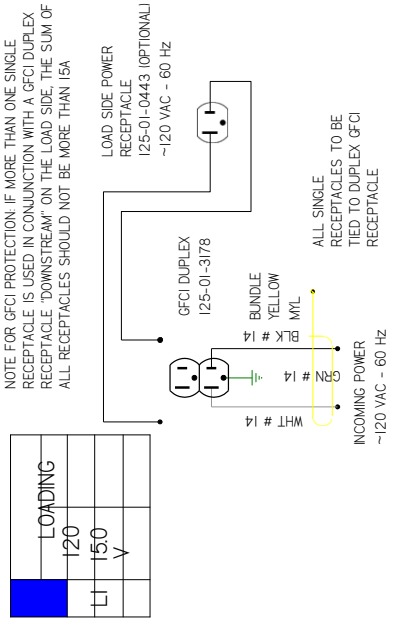 NOTE FOR GFCI PROTECTION: IF MORE THAN ONE SINGLE
RECEPTACLE IS USED IN CONJUNCTION WITH A GFCI DUPLEX
RECEPTACLE "DOWNSTREAM" ON THE LOAD SIDE, THE SUM OF
ALL RECEPTACLES SHOULD NOT BE MORE THAN 15A
LOADING
120
L1
15.0
V
LOAD SIDE POWER
RECEPTACLE
125-01-0443 (OPTIONAL)
~120 VAC - 60 Hz
GFCI DUPLEX
125-01-3178
BUNDLE
YELLOW
MYL
WHT # 14
GRN # 14
BLK # 14
INCOMING POWER
~120 VAC - 60 Hz
ALL SINGLE
RECEPTACLES TO BE
TIED TO DUPLEX GFCI
RECEPTACLE